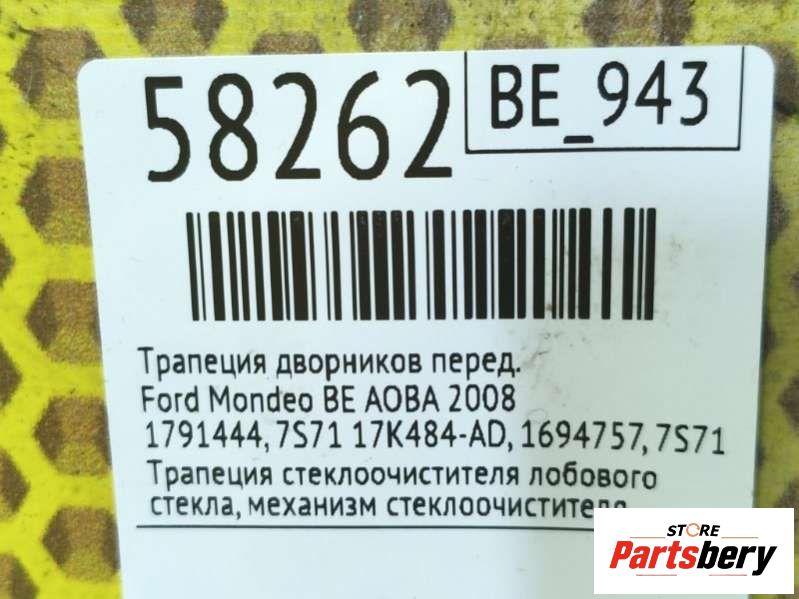 58262
BE_943
Трапеция дворников перед.
Ford Mondeo BE AOBA 2008
1791444, 7S71 17K484-AD, 1694757, 7S71
Трапеция стеклоочистителя лобового
стекла, механизм стеклоочистителя
STORE
Partsbery